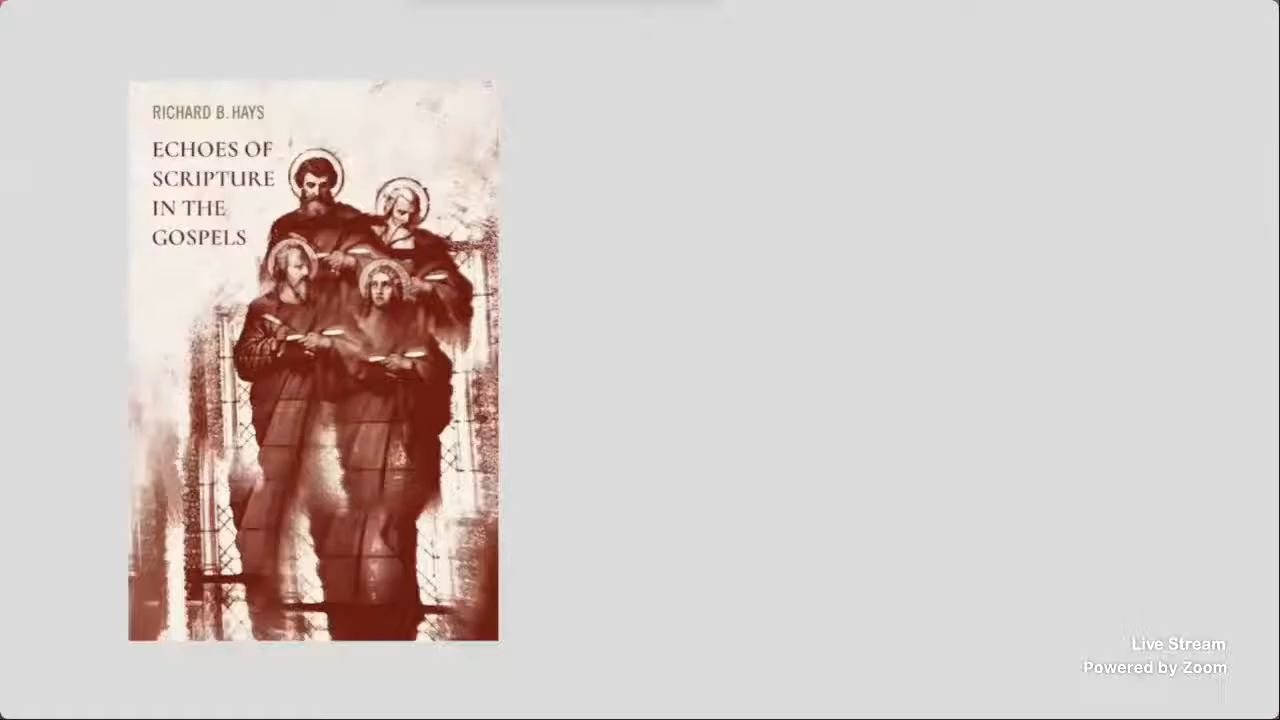 RICHARD B. HAYS
ECHOES OF
SCRIPTURE
IN THE
GOSPELS
Live Stream
Powered by Zoom